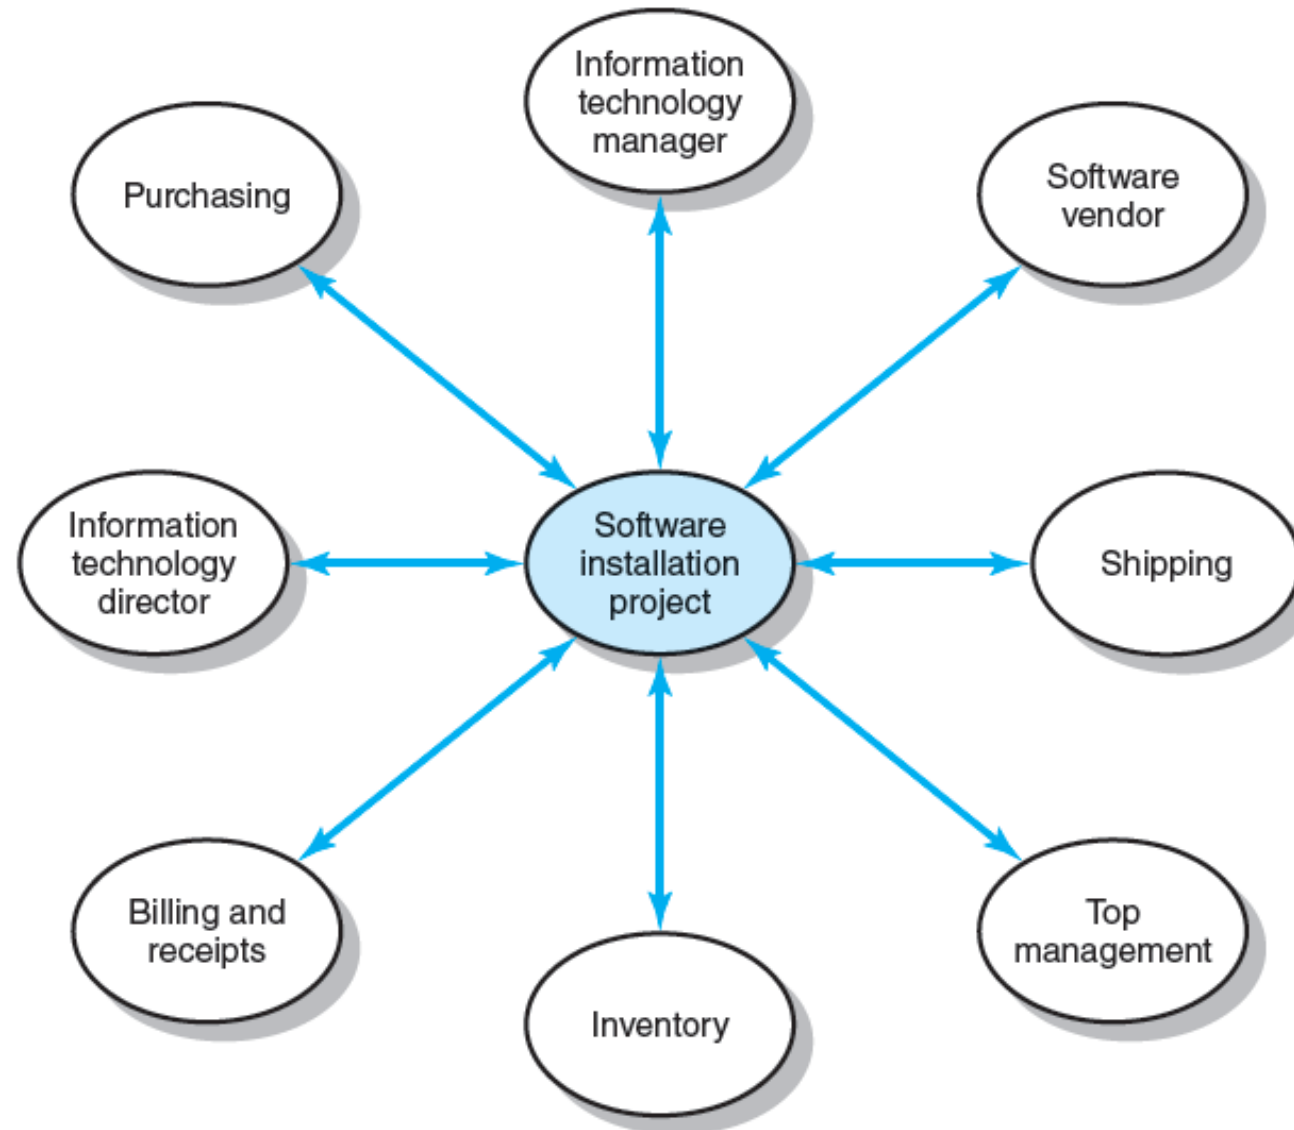 Information
technology
manager
Purchasing
Software
vendor
Information
technology
director
Software
installation
project
Shipping
Billing and
receipts
Top
management
Inventory